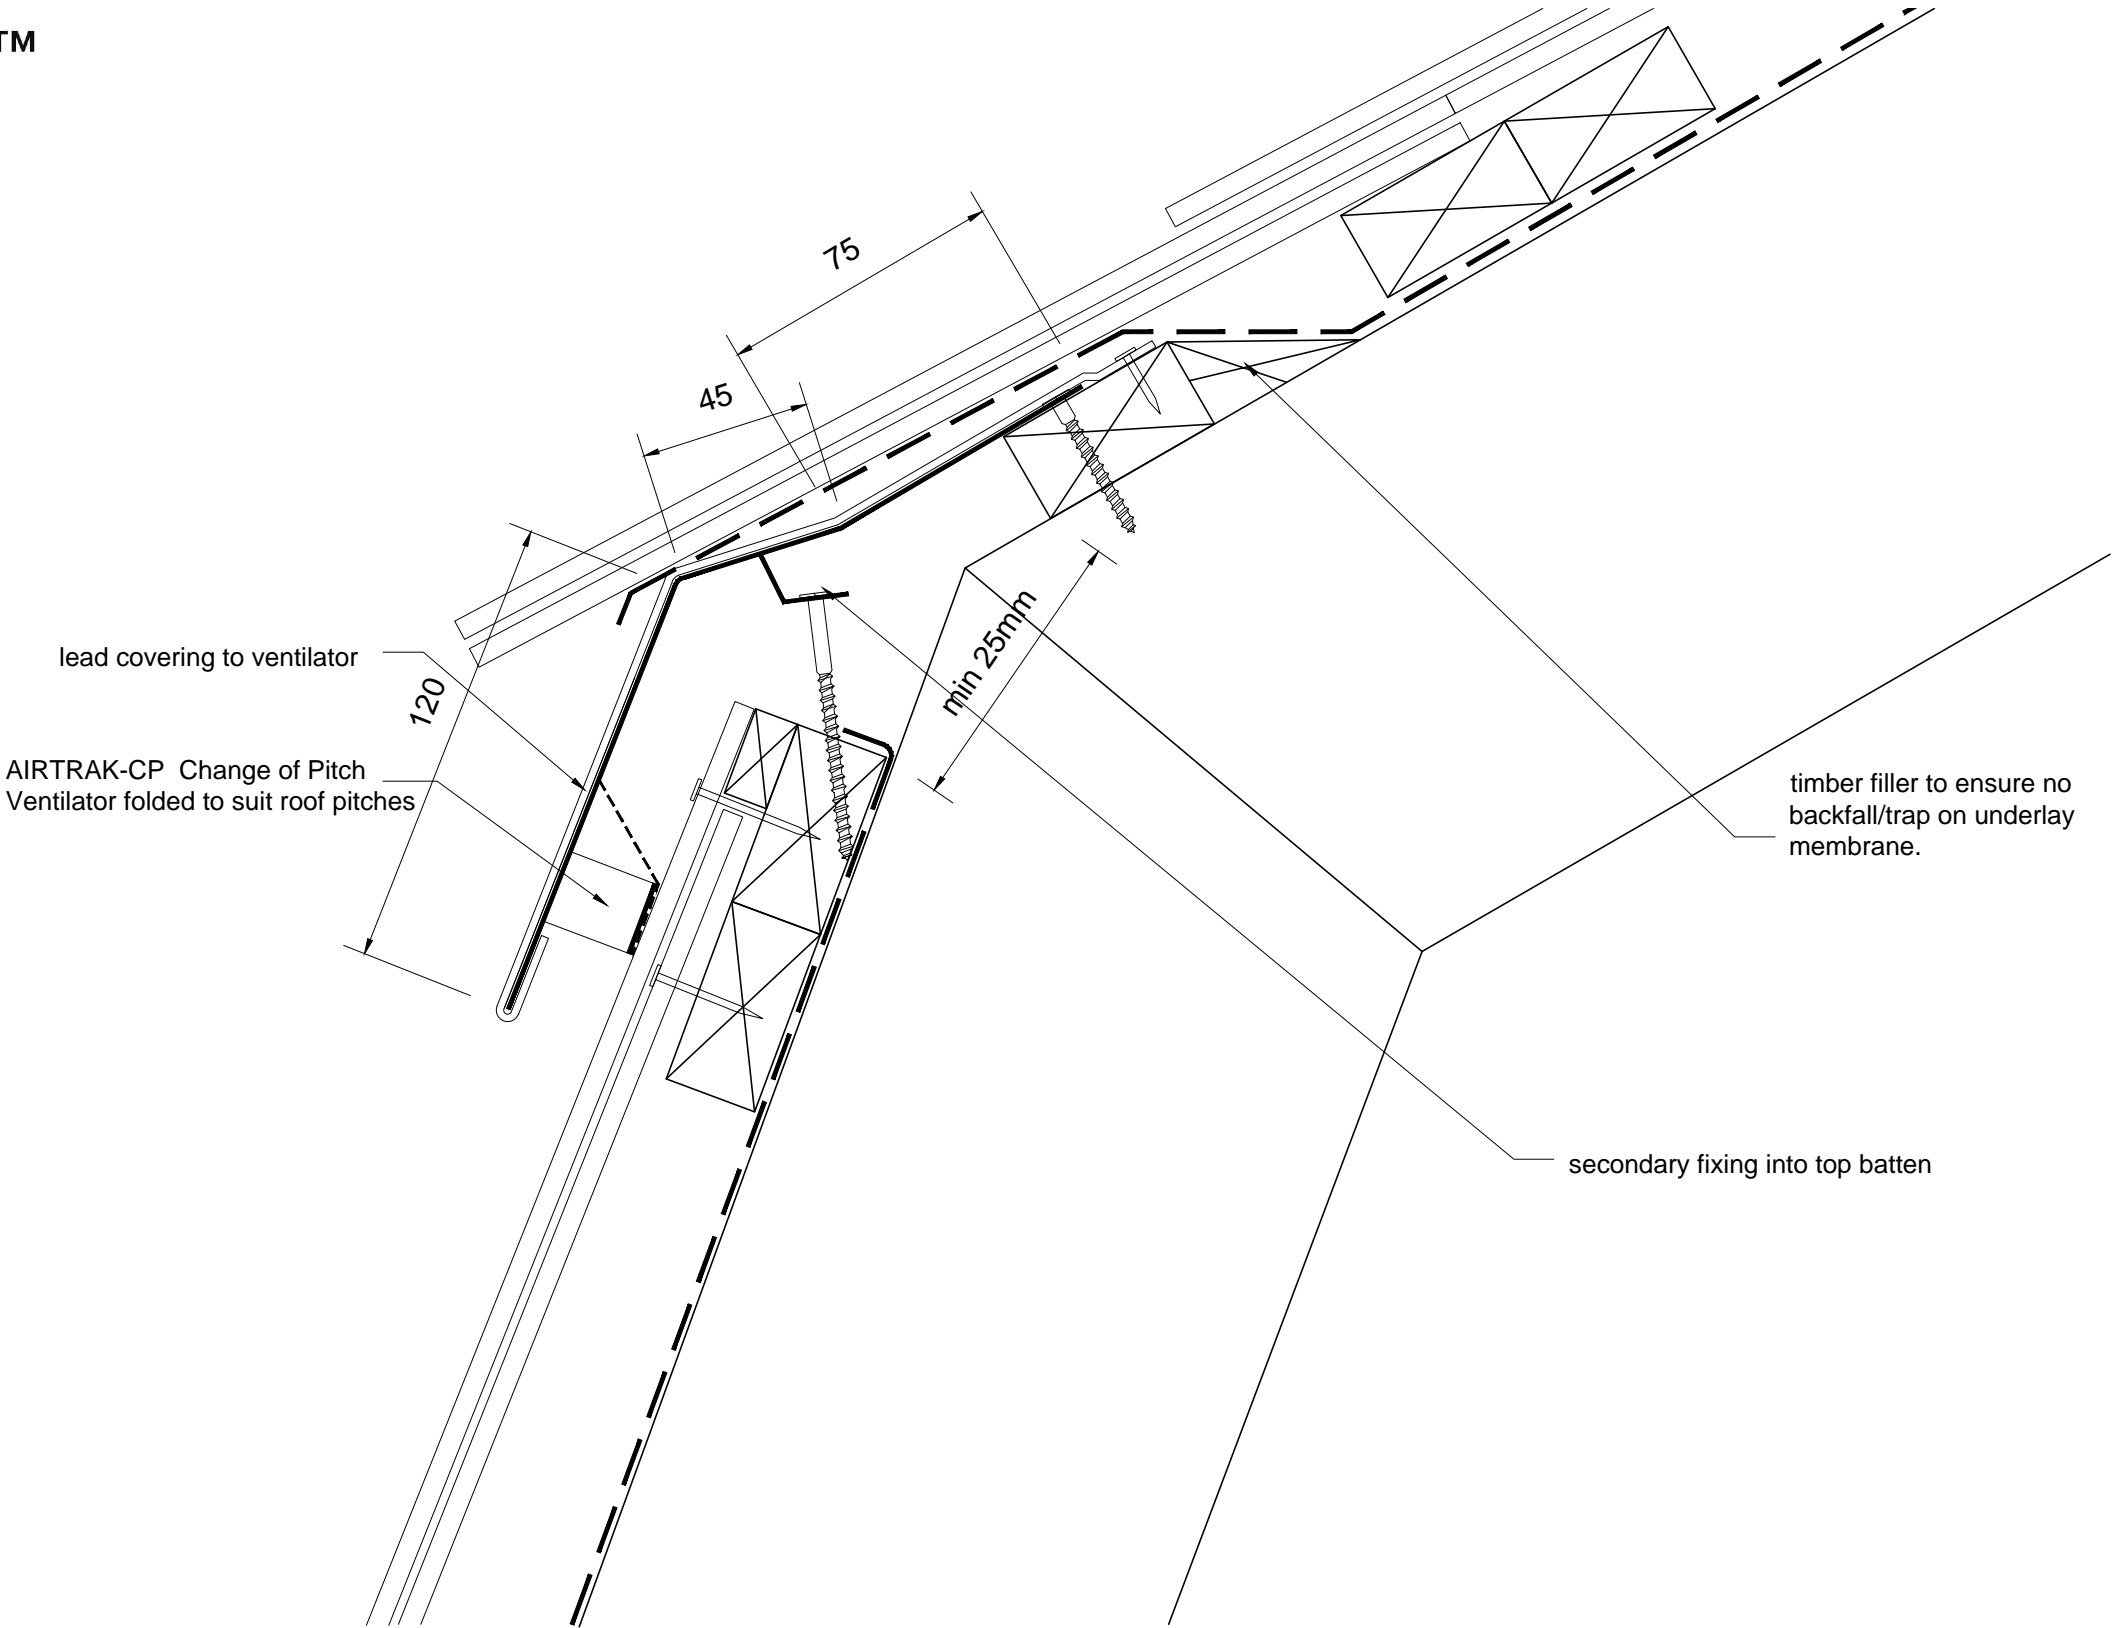 TM
75
45
lead covering to ventilator
120
min 25mm
AIRTRAK-CP Change of Pitch
Ventilator folded to suit roof pitches
timber filler to ensure no
backfall/trap on underlay
membrane.
secondary fixing into top batten